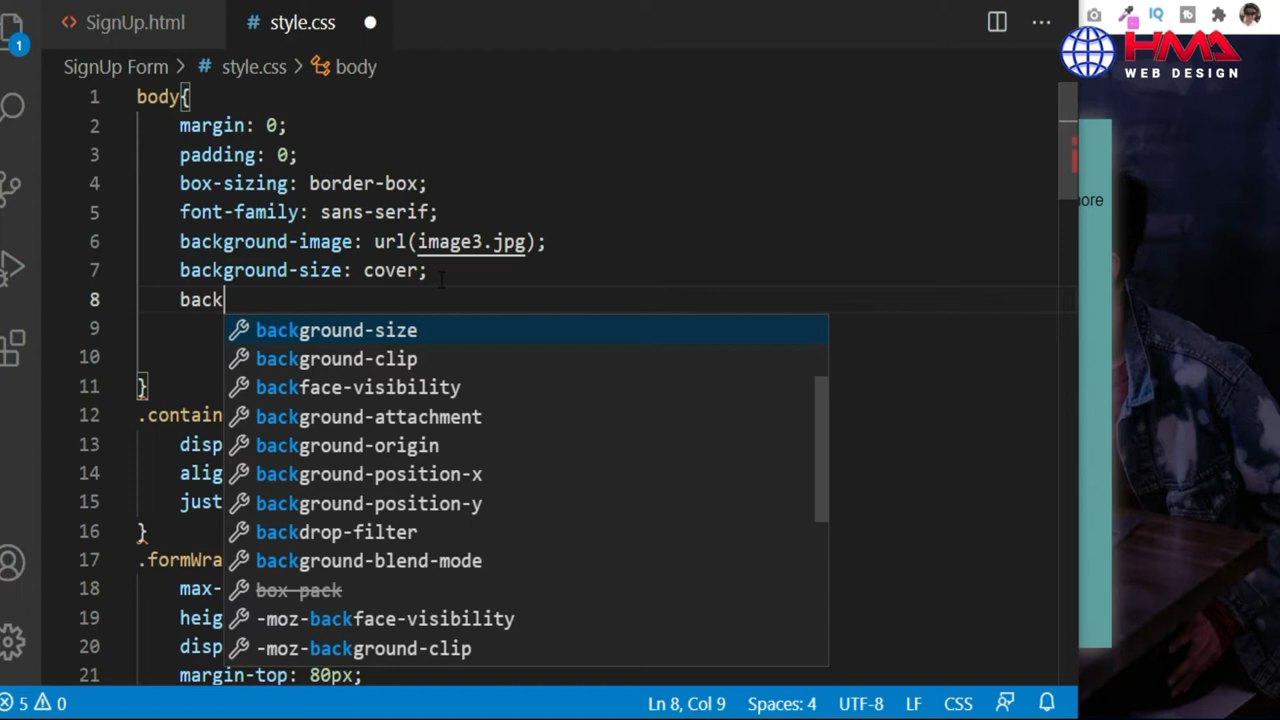 SignUp.html
# style.css
IQ
HMA
WEB DESIGN
1
SignUp Form > # style.css > body
1 body{
2 margin: 0;
3 padding: 0;
4 box-sizing: border-box;
5 font-family: sans-serif;
6 background-image: url(image3.jpg);
7 background-size: cover;
8 back
9 background-size
background-clip
10
11 } backface-visibility
12 .contain background-attachment
13 disp background-origin
14 alig background-position-x
15 just background-position-y
16 } backdrop-filter
17 .formWra background-blend-mode
18 max- box-pack
19 heig -moz-backface-visibility
20 disp -moz-background-clip
21 margin-top: 80px;
more
5 0
Ln 8, Col 9 Spaces: 4 UTF-8 LF CSS